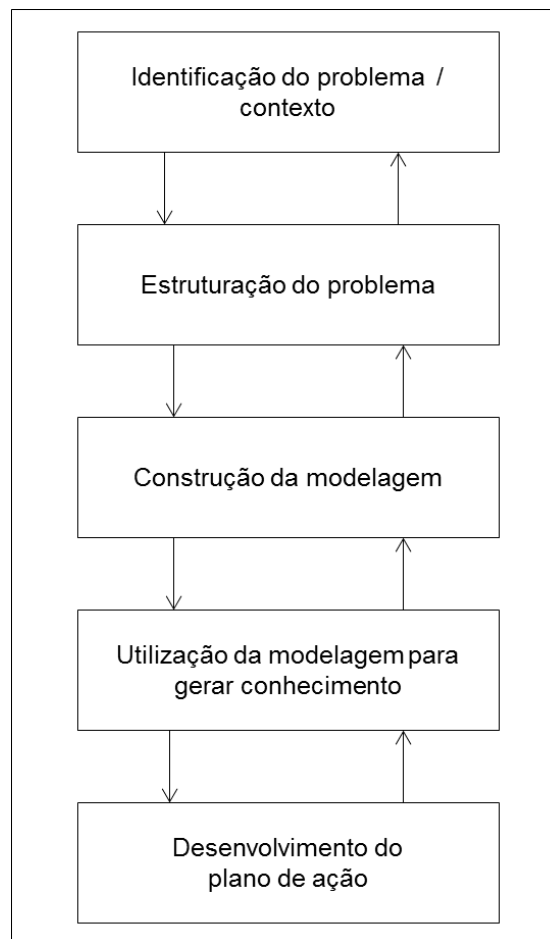 Identificação do problema /
contexto
Estruturação do problema
Construção da modelagem
Utilização da modelagem para
gerar conhecimento
Desenvolvimento do
plano de ação